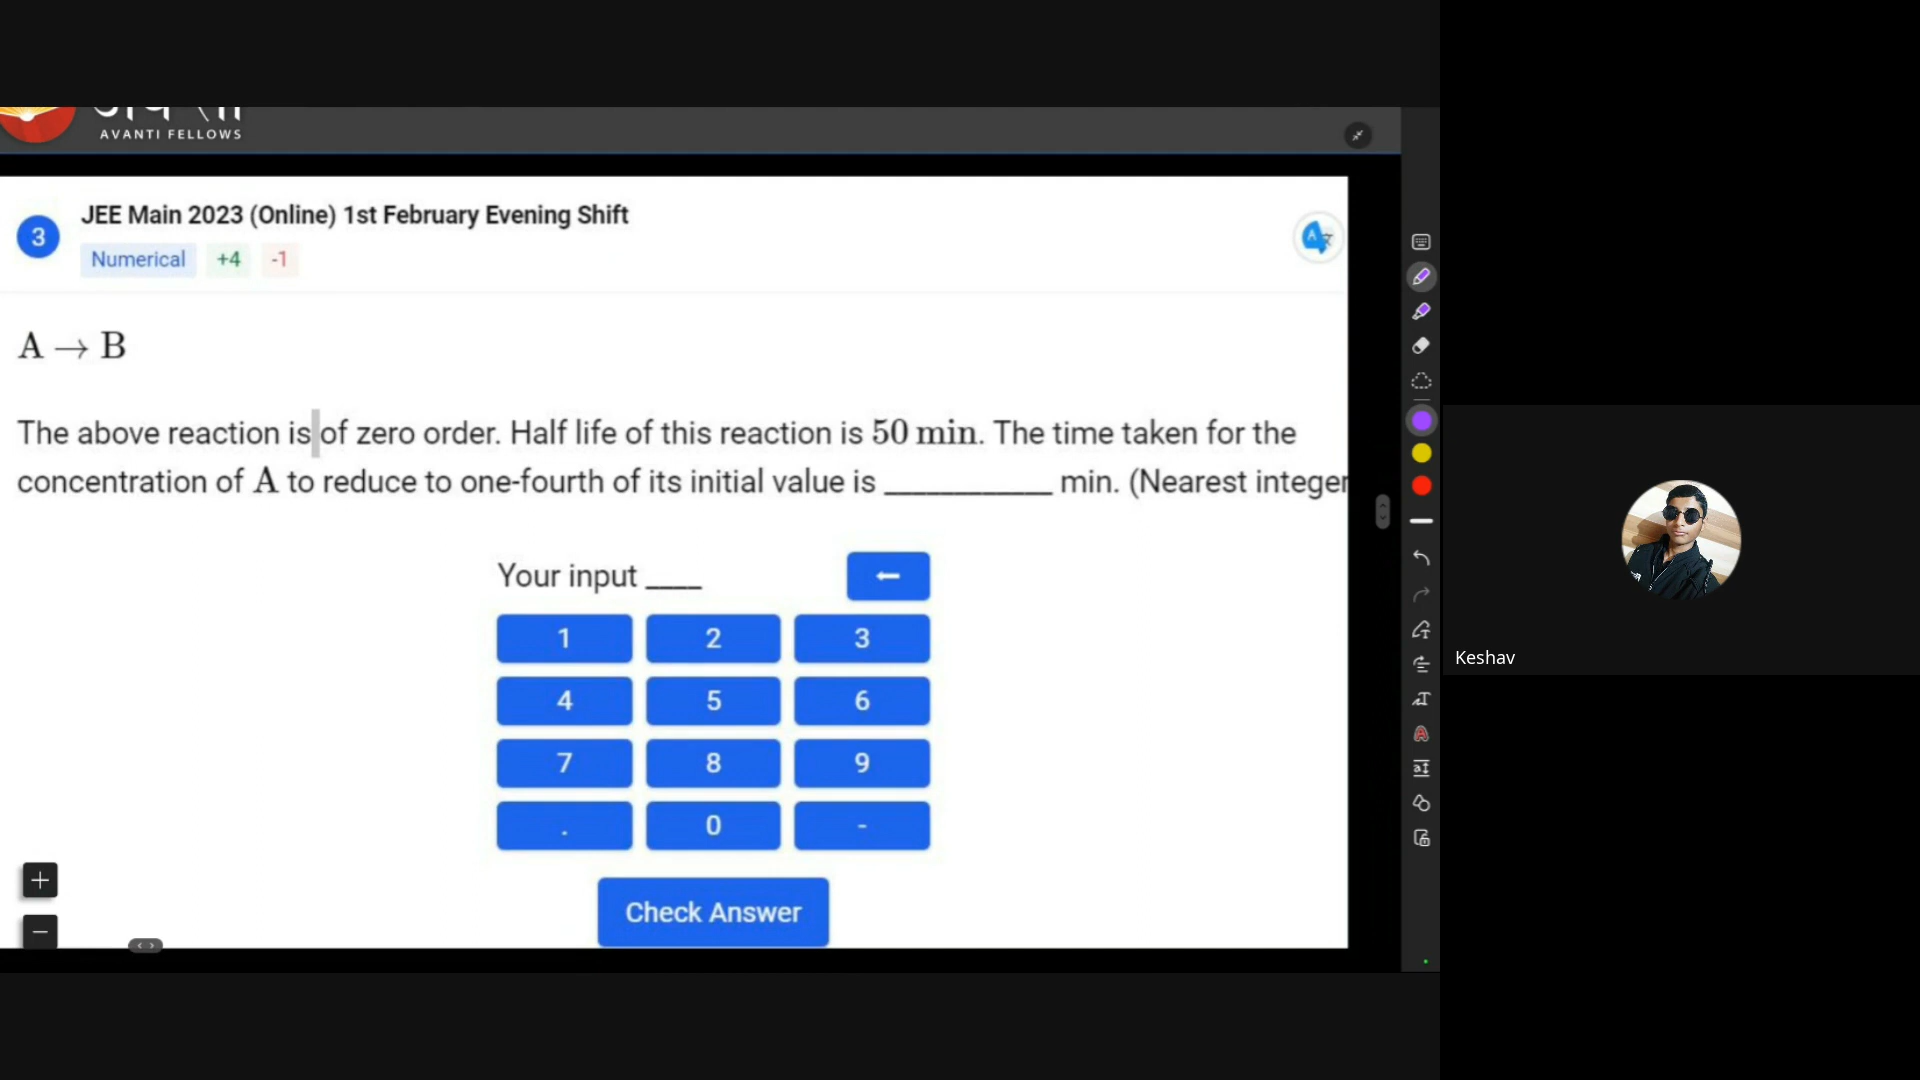 AVANTI FELLOWS
3
JEE Main 2023 (Online) 1st February Evening Shift
Numerical +4 -1
A → B
The above reaction is of zero order. Half life of this reaction is 50 min. The time taken for the
concentration of A to reduce to one-fourth of its initial value is ____________ min. (Nearest integer
Your input ____
1 2 3
4 5 6
7 8 9
. 0 -
Check Answer
Keshav